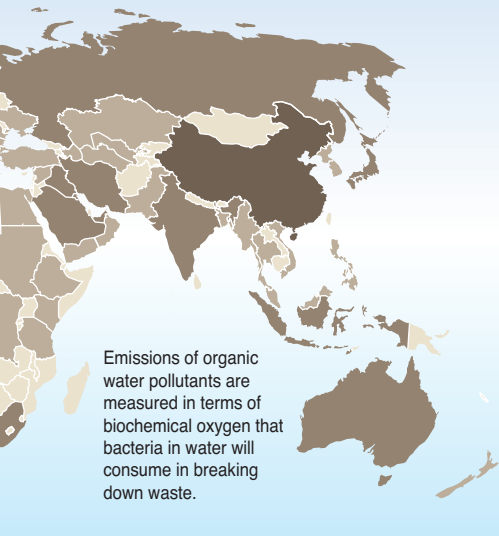 Emissions of organic
water pollutants are
measured in terms of
biochemical oxygen that
bacteria in water will
consume in breaking
down waste.